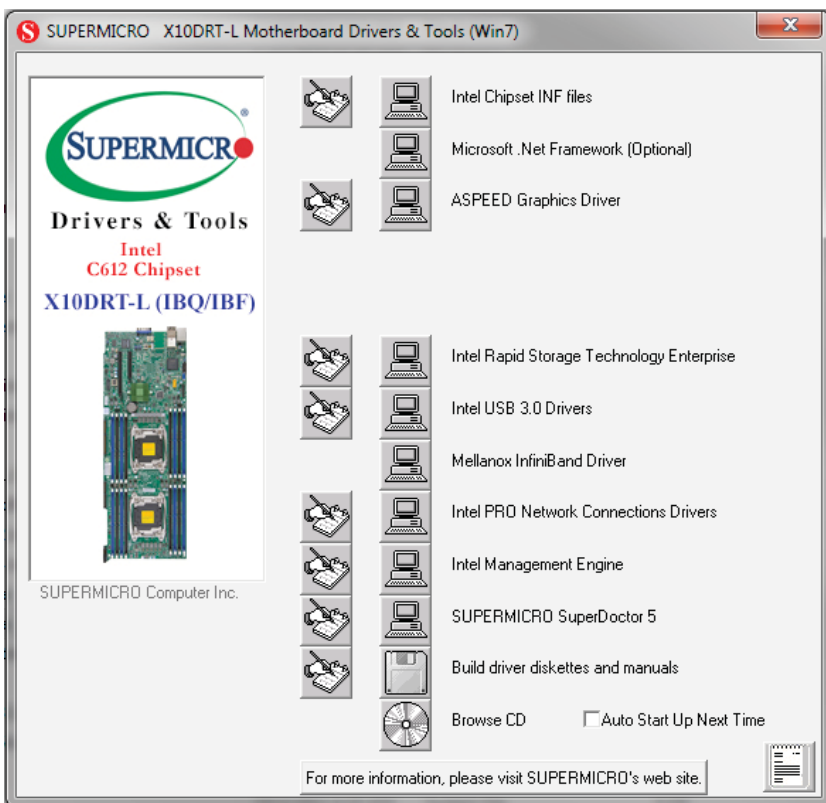 SUPERMICRO X10DRT-L Motherboard Drivers & Tools (Win7)
SUPERMICR
®
Drivers & Tools
Intel
C612 Chipset
X10DRT-L (IBQ/IBF)
SUPERMICRO Computer Inc.
Intel Chipset INF files
Microsoft .Net Framework (Optional)
ASPEED Graphics Driver
Intel Rapid Storage Technology Enterprise
Intel USB 3.0 Drivers
Mellanox InfiniBand Driver
Intel PRO Network Connections Drivers
Intel Management Engine
SUPERMICRO SuperDoctor 5
Build driver diskettes and manuals
Browse CD
Auto Start Up Next Time
For more information, please visit SUPERMICRO's web site.